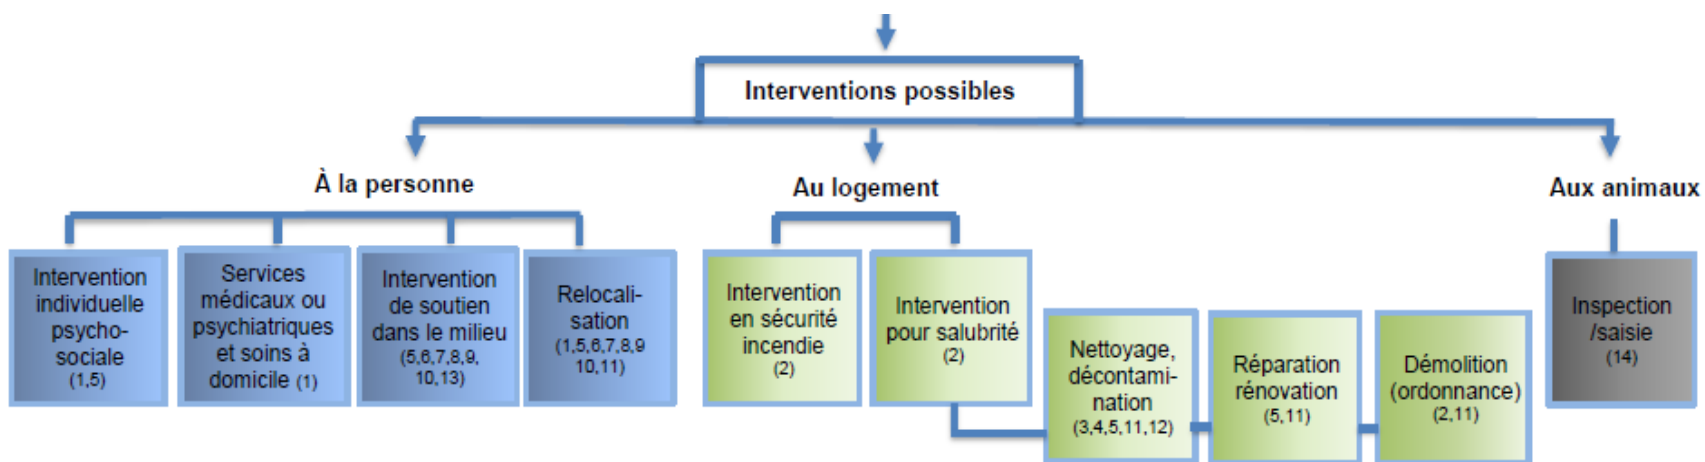 Interventions possibles
À la personne
Au logement
Aux animaux
Intervention
individuelle
psycho-
sociale
(1,5)
Services
médicaux ou
psychiatriques
et soins à
domicile (1)
Intervention
de soutien
dans le milieu
(5,6,7,8,9,
10,13)
Relocali-
sation
(1,5,6,7,8,9
10,11)
Intervention
en sécurité
incendie
(2)
Intervention
pour salubrité
(2)
Nettoyage,
décontami-
nation
(3,4,5,11,12)
Réparation
rénovation
(5,11)
Démolition
(ordonnance)
(2,11)
Inspection
/saisie
(14)